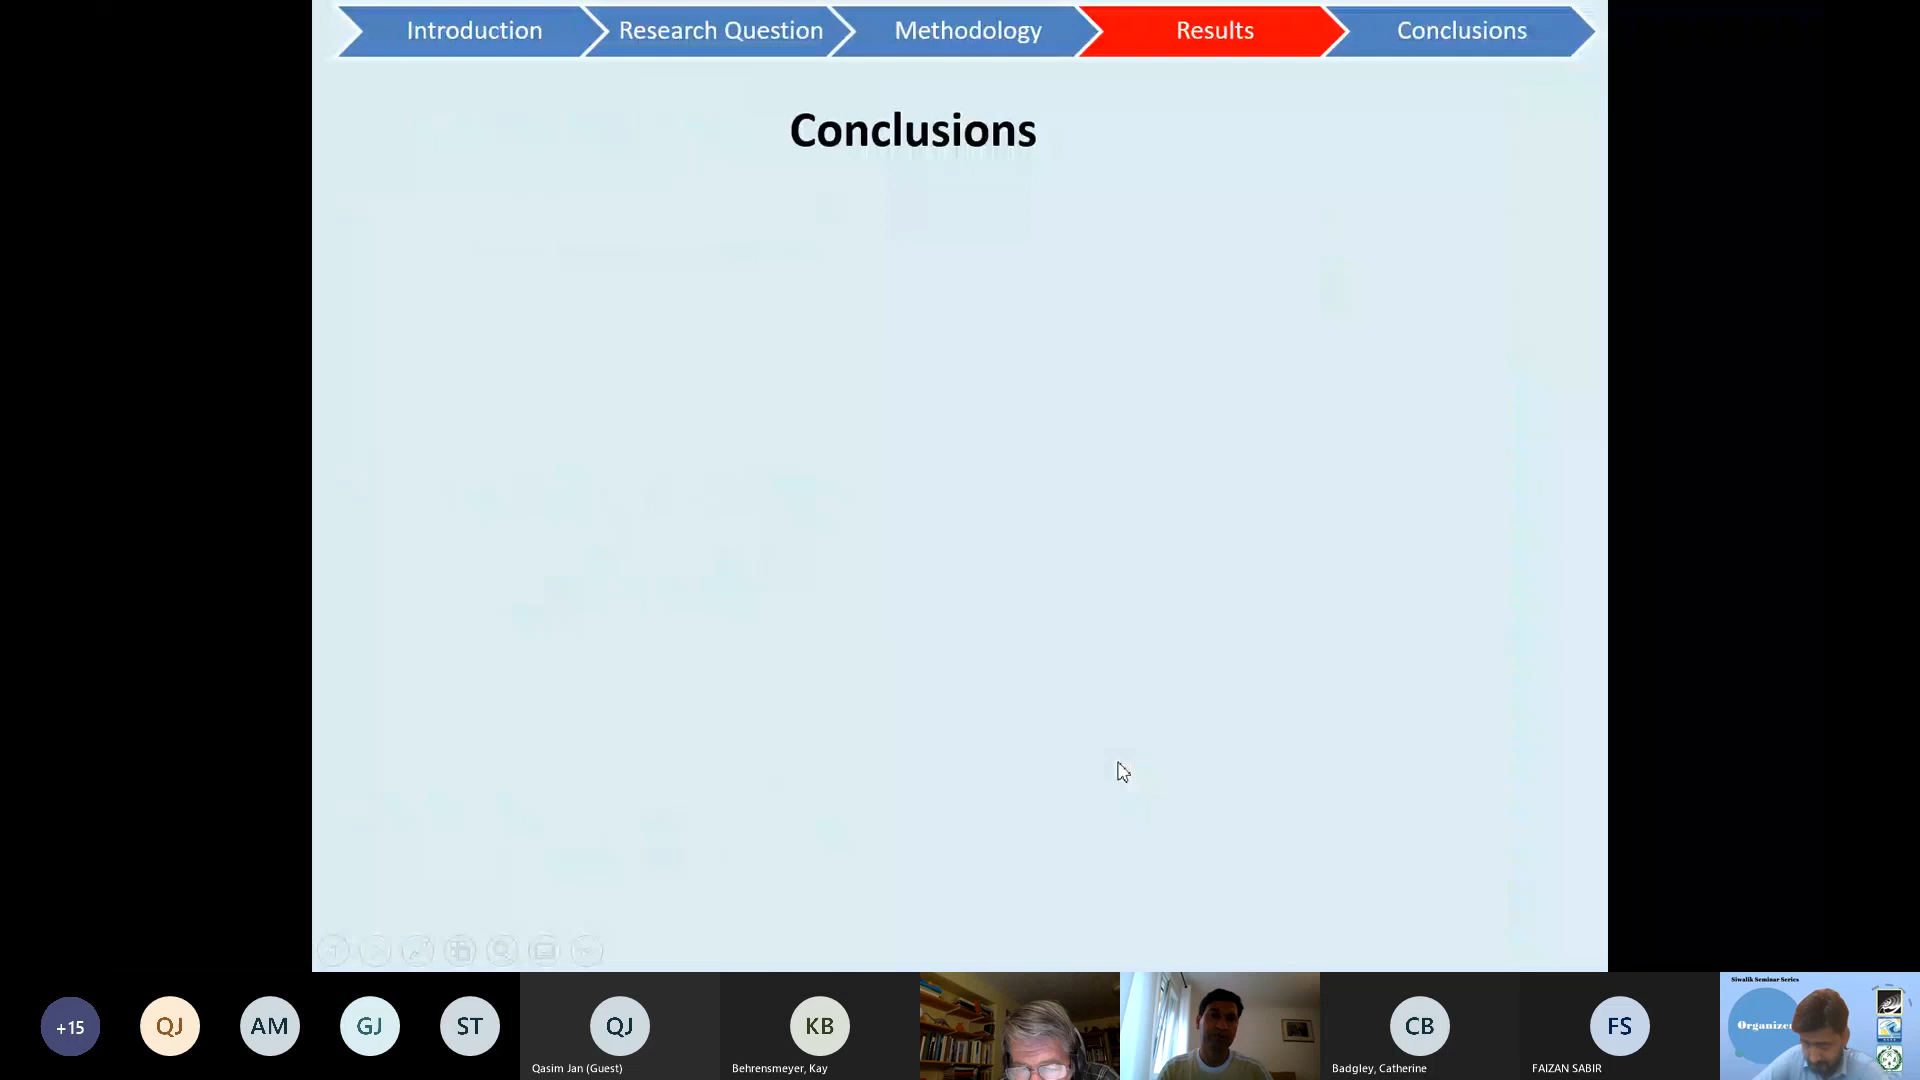 Introduction
Research Question
Methodology
Results
Conclusions
Conclusions
+15
QJ
AM
GJ
ST
QJ
KB
CB
FS
Qasim Jan (Guest)
Behrensmeyer, Kay
Badgley, Catherine
FAIZAN SABIR
Siwalik Seminar Series